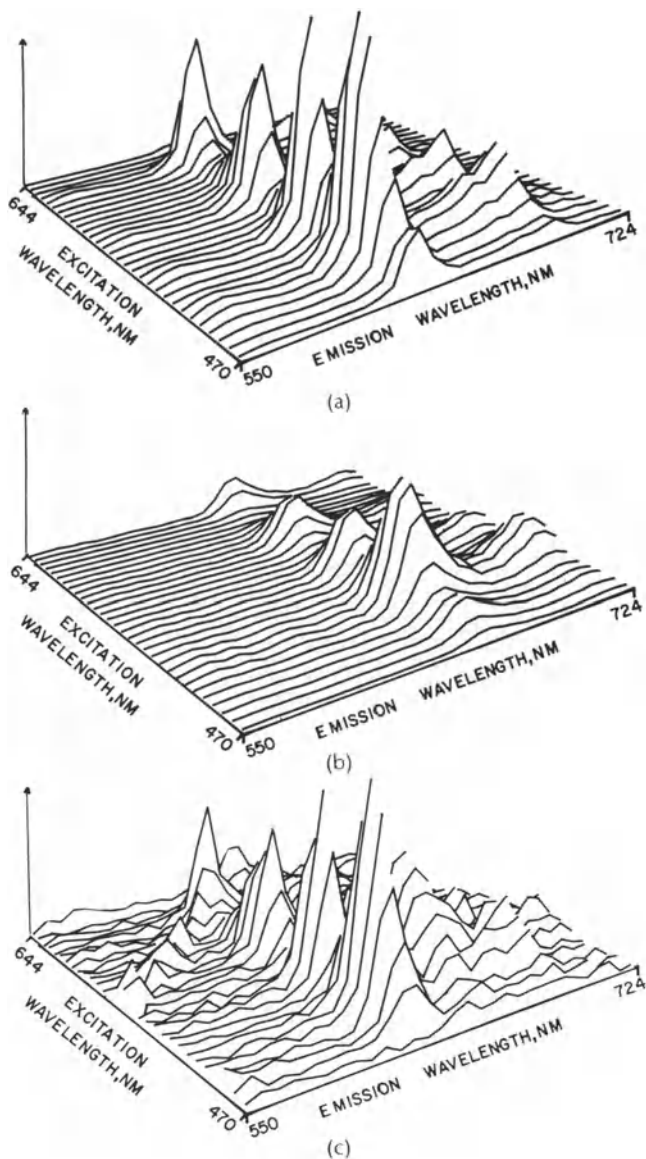 644
EXCITATION
WAVELENGTH, NM
470
550
EMISSION WAVELENGTH, NM
724
(a)
644
EXCITATION
WAVELENGTH, NM
470
550
EMISSION WAVELENGTH, NM
724
(b)
644
EXCITATION
WAVELENGTH, NM
470
550
EMISSION WAVELENGTH, NM
724
(c)